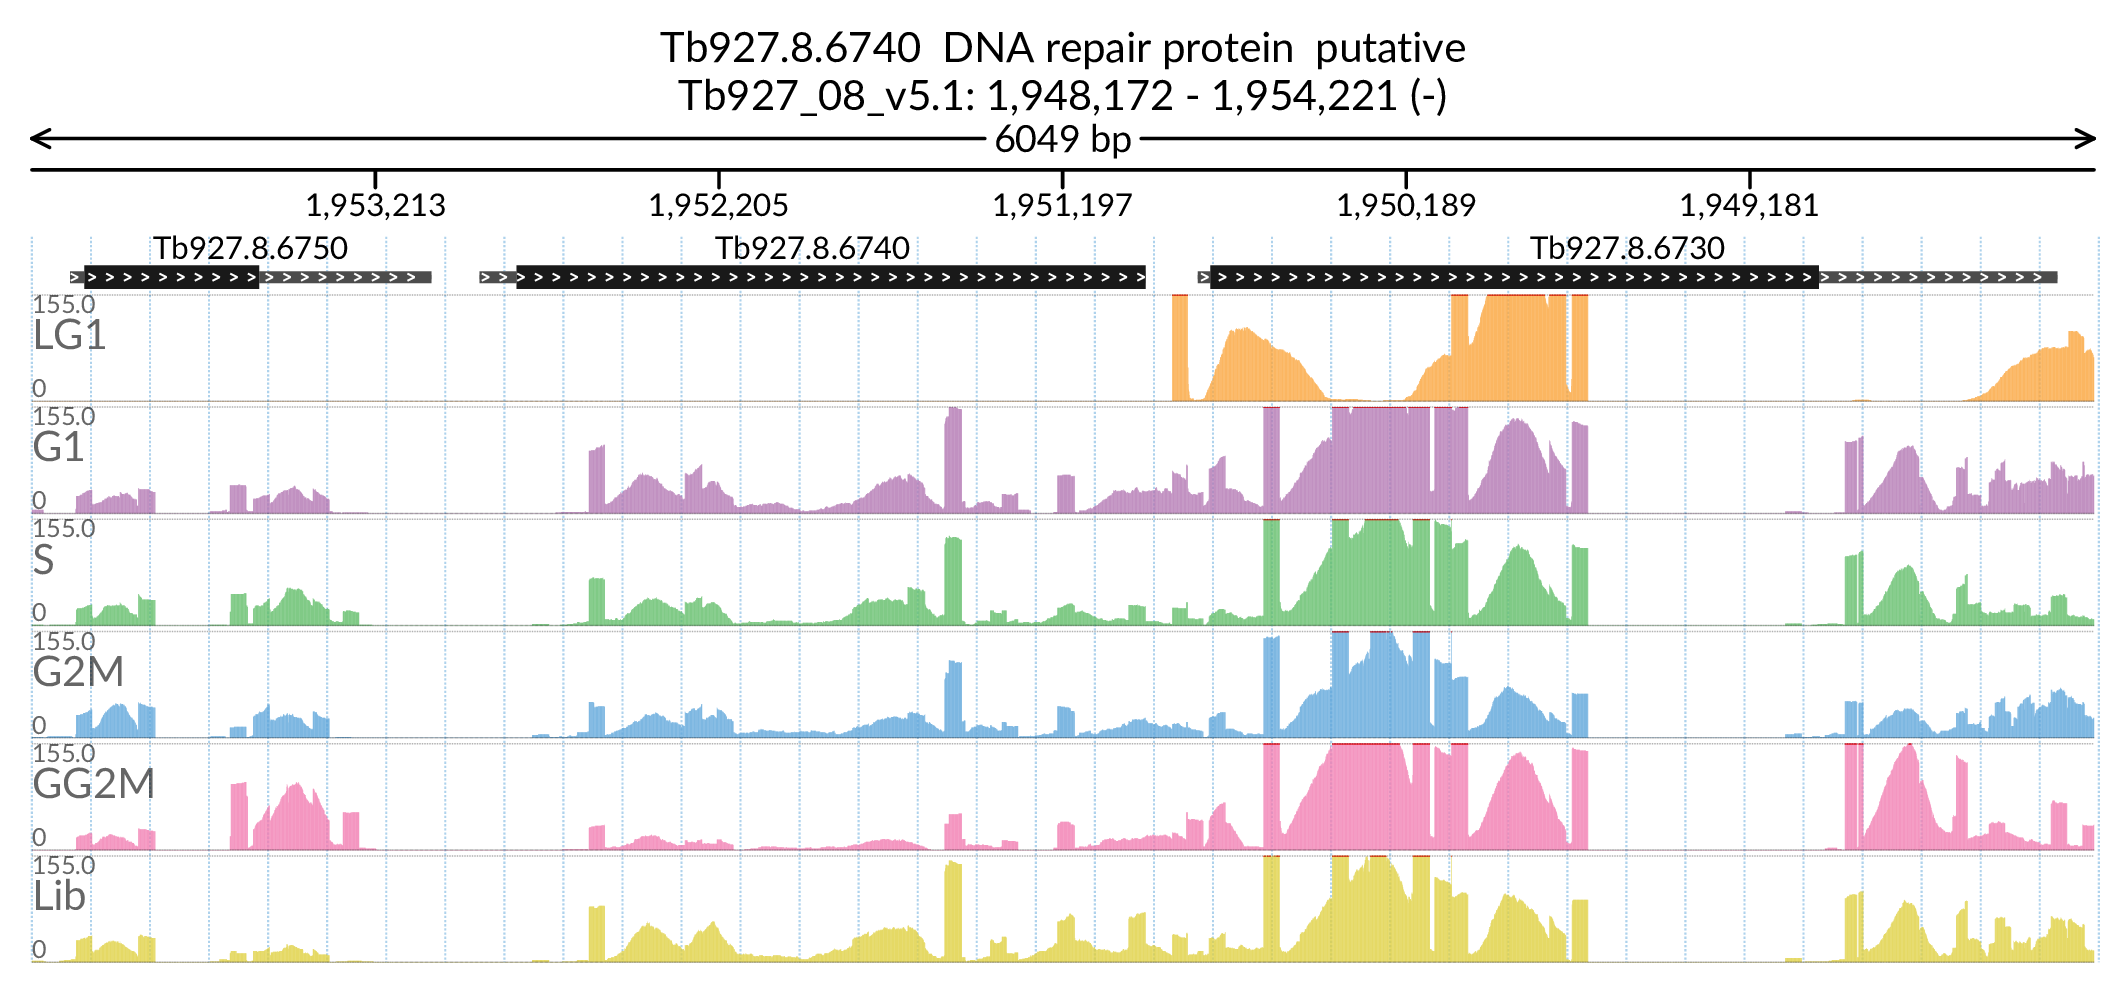 Tb927.8.6740  DNA repair protein  putative
Tb927_08_v5.1: 1,948,172 - 1,954,221 (-)
6049 bp
1,953,213 1,952,205 1,951,197 1,950,189 1,949,181
Tb927.8.6750 Tb927.8.6740 Tb927.8.6730
155.0
LG1
0
155.0
G1
0
155.0
S
0
155.0
G2M
0
155.0
GG2M
0
155.0
Lib
0